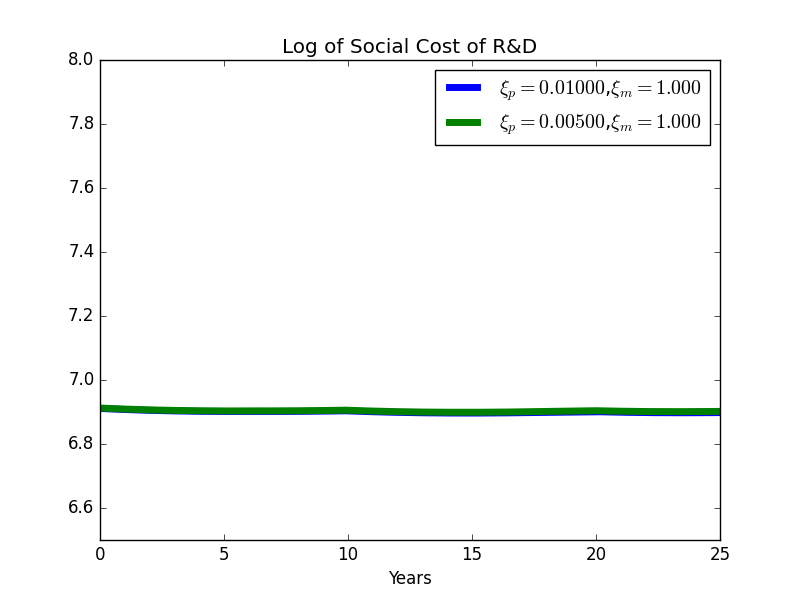 Log of Social Cost of R&D
8.0
ξp = 0.01000,ξm = 1.000
ξp = 0.00500,ξm = 1.000
7.8
7.6
7.4
7.2
7.0
6.8
6.6
0 5 10 15 20 25
Years